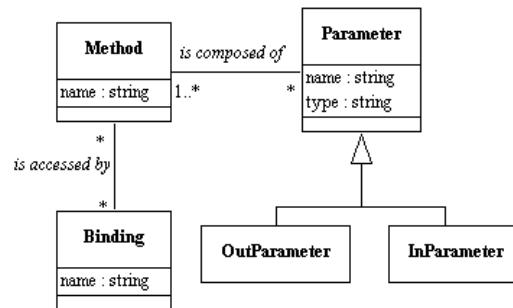 Method
name : string
is composed of
1..*
*
Parameter
name : string
type : string
*
is accessed by
*
Binding
name : string
OutParameter
InParameter